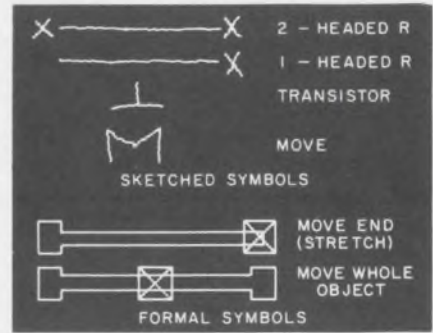 2 - HEADED R
1 - HEADED R
TRANSISTOR
MOVE
SKETCHED SYMBOLS
MOVE END
(STRETCH)
MOVE WHOLE
OBJECT
FORMAL SYMBOLS